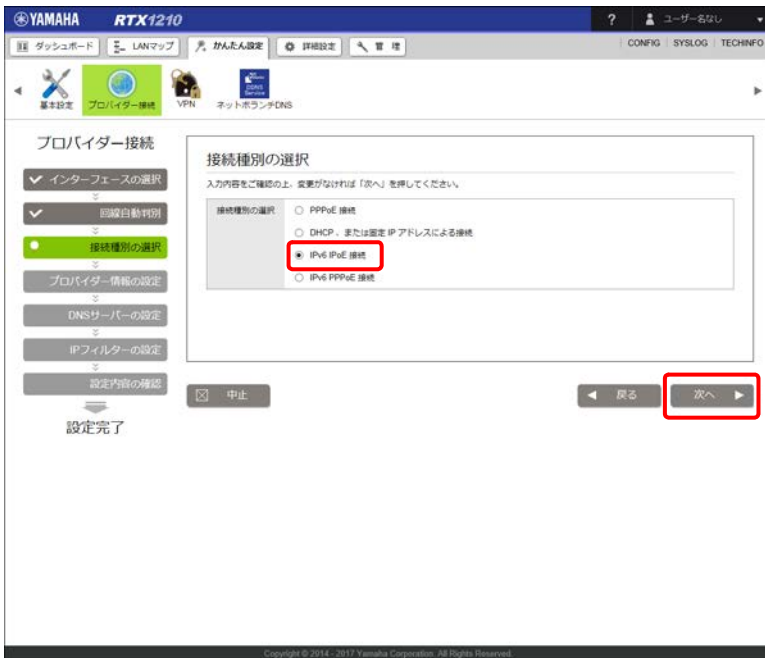 YAMAHA RTX1210 ? ユーザー名なし
ダッシュボード LANマップ かんたん設定 詳細設定 管理 CONFIG SYSLOG TECHINFO
基本設定 プロバイダー接続 VPN ネットボランチDNS
DDNS
Service
プロバイダー接続
インターフェースの選択
回線自動判別
接続種別の選択
プロバイダー情報の設定
DNSサーバーの設定
IPフィルターの設定
設定内容の確認
設定完了
接続種別の選択
入力内容をご確認の上、変更がなければ「次へ」を押してください。
接続種別の選択 PPPoE 接続
DHCP 、または固定 IP アドレスによる接続
IPv6 IPoE 接続
IPv6 PPPoE 接続
中止 戻る 次へ
Copyright © 2014 - 2017 Yamaha Corporation. All Rights Reserved.